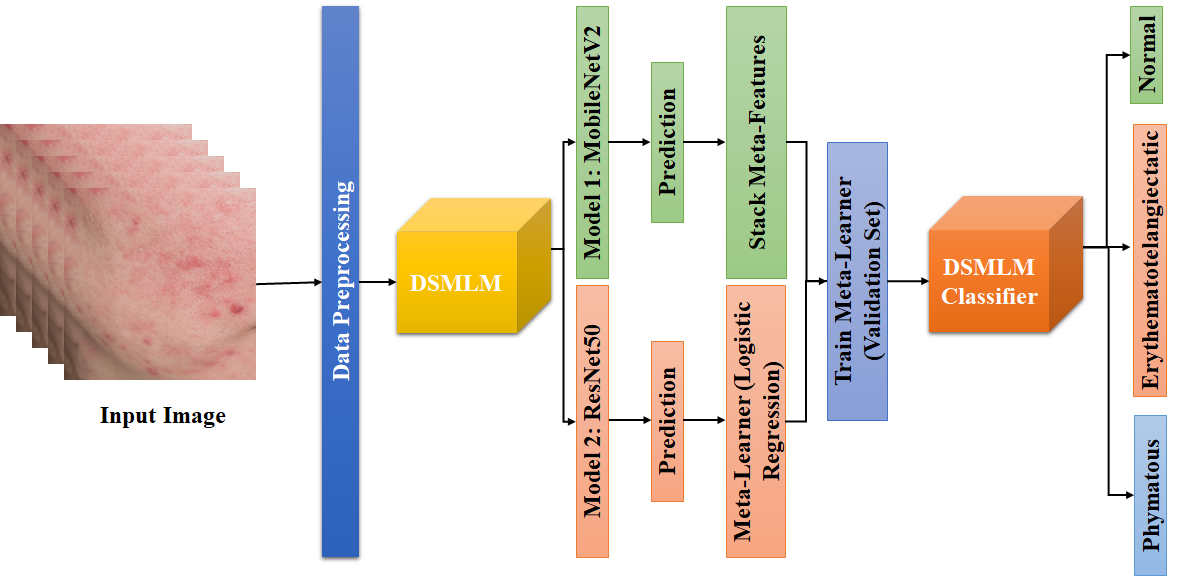 Input Image
Data Preprocessing
DSMLM
Model 1: MobileNetV2
Prediction
Stack Meta-Features
Model 2: ResNet50
Prediction
Meta-Learner (Logistic
Regression)
Train Meta-Learner
(Validation Set)
DSMLM
Classifier
Normal
Erythematotelangiectatic
Phymatous